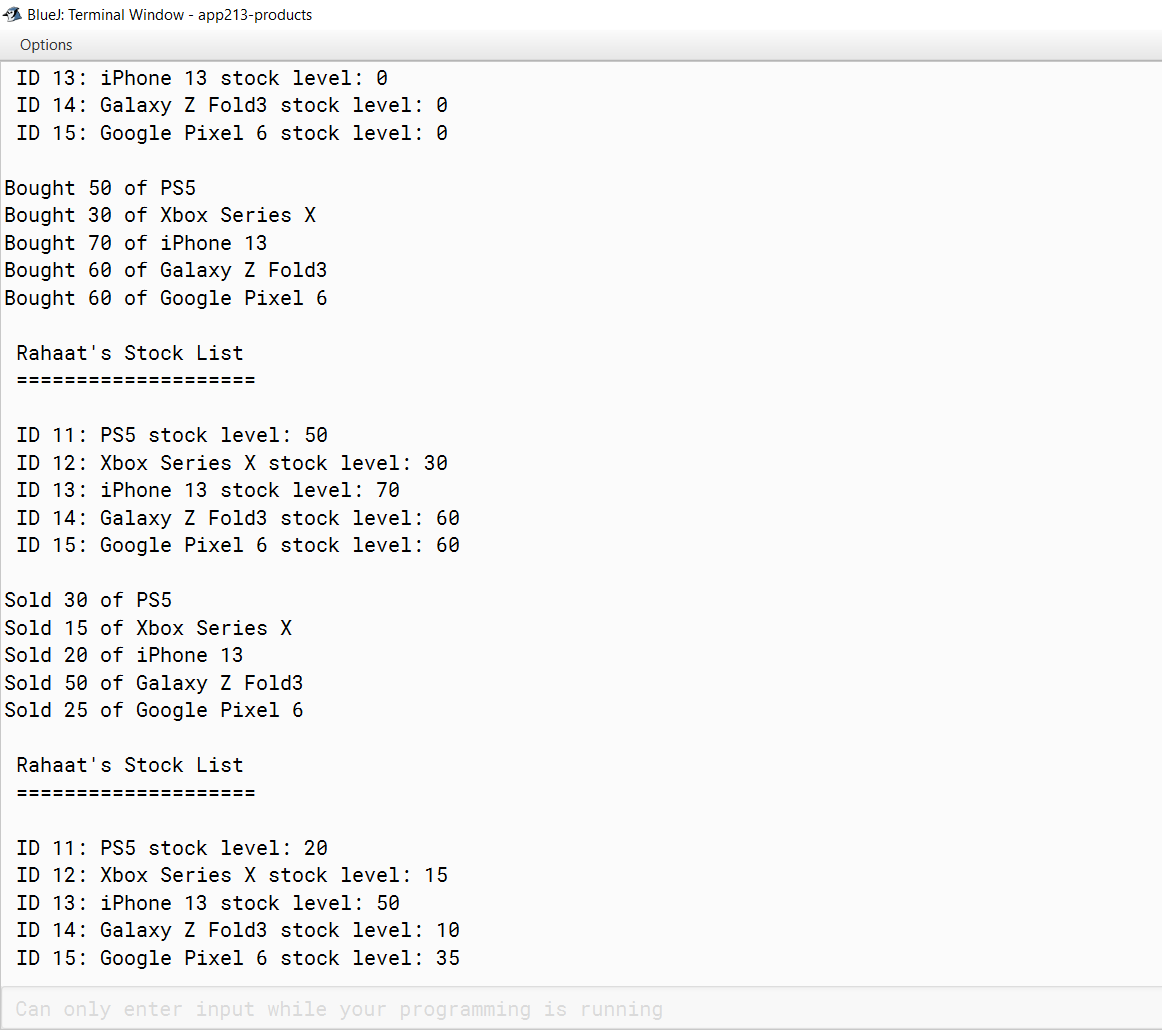 BlueJ: Terminal Window - app213-products
Options
ID 13: iPhone 13 stock level: 0
ID 14: Galaxy Z Fold3 stock level: 0
ID 15: Google Pixel 6 stock level: 0
Bought 50 of PS5
Bought 30 of Xbox Series X
Bought 70 of iPhone 13
Bought 60 of Galaxy Z Fold3
Bought 60 of Google Pixel 6
Rahaat's Stock List
====================
ID 11: PS5 stock level: 50
ID 12: Xbox Series X stock level: 30
ID 13: iPhone 13 stock level: 70
ID 14: Galaxy Z Fold3 stock level: 60
ID 15: Google Pixel 6 stock level: 60
Sold 30 of PS5
Sold 15 of Xbox Series X
Sold 20 of iPhone 13
Sold 50 of Galaxy Z Fold3
Sold 25 of Google Pixel 6
Rahaat's Stock List
====================
ID 11: PS5 stock level: 20
ID 12: Xbox Series X stock level: 15
ID 13: iPhone 13 stock level: 50
ID 14: Galaxy Z Fold3 stock level: 10
ID 15: Google Pixel 6 stock level: 35
Can only enter input while your programming is running